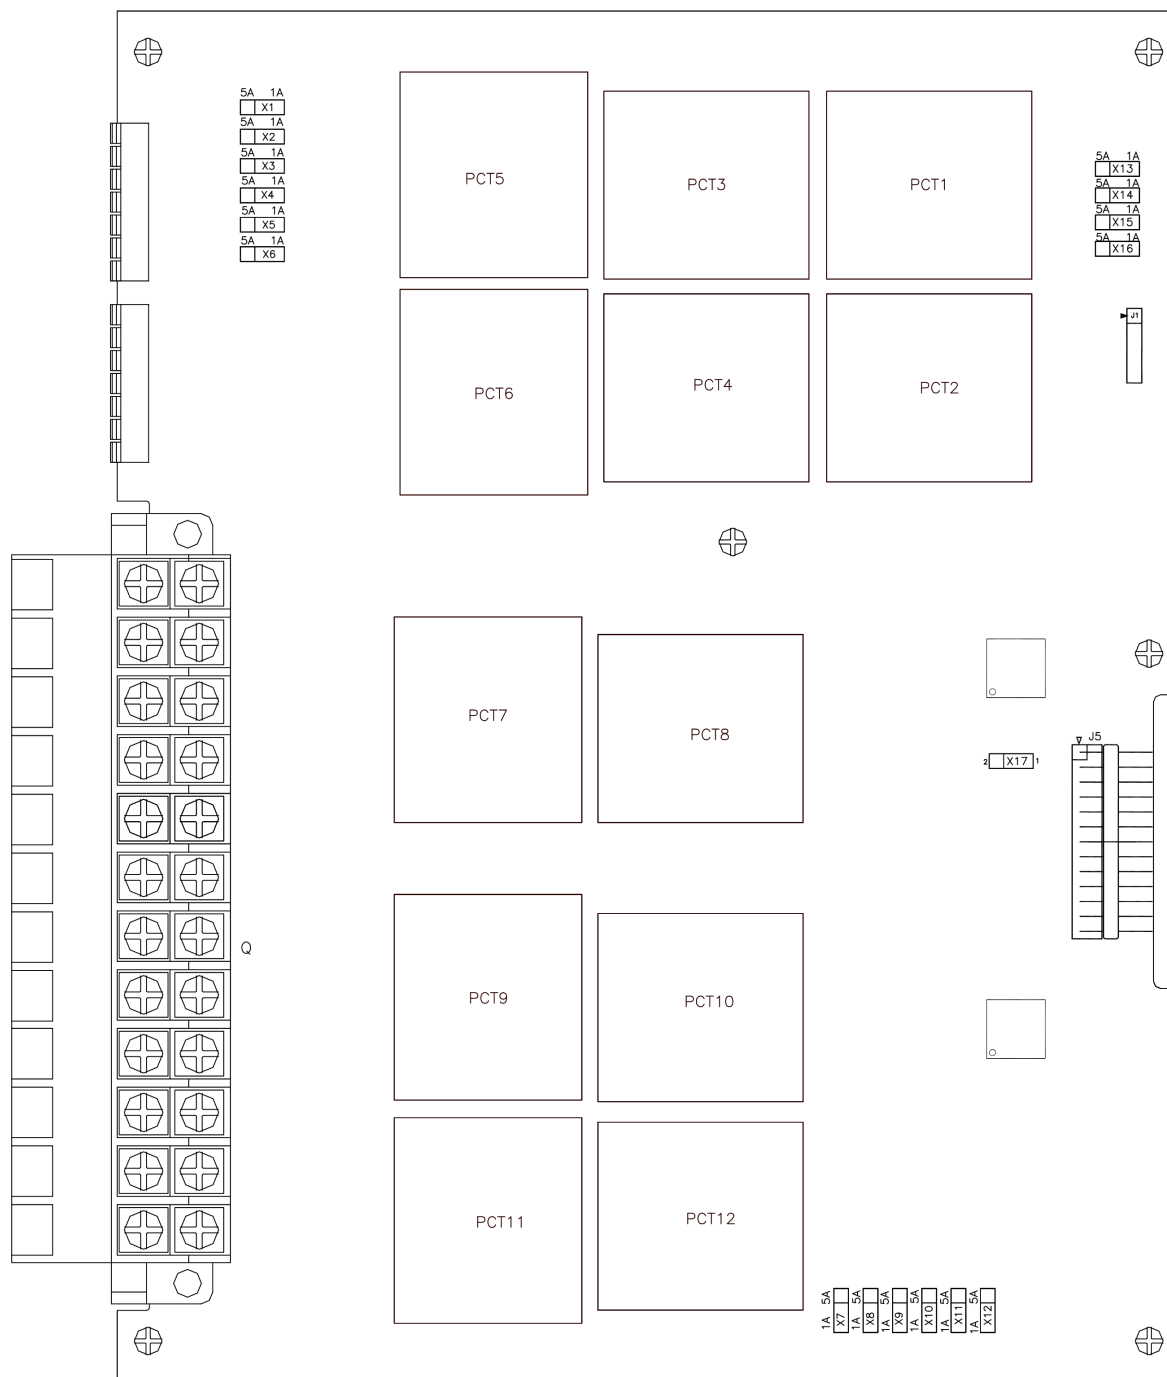 5A 1A
X1
5A 1A
X2
5A 1A
X3
5A 1A
X4
5A 1A
X5
5A 1A
X6
PCT5
PCT3
PCT1
5A 1A
X13
5A 1A
X14
5A 1A
X15
5A 1A
X16
J1
PCT6
PCT4
PCT2
PCT7
PCT8
J5
2 X17 1
Q
PCT9
PCT10
PCT11
PCT12
1A 5A
X7
1A 5A
X8
1A 5A
X9
1A 5A
X10
1A 5A
X11
1A 5A
X12